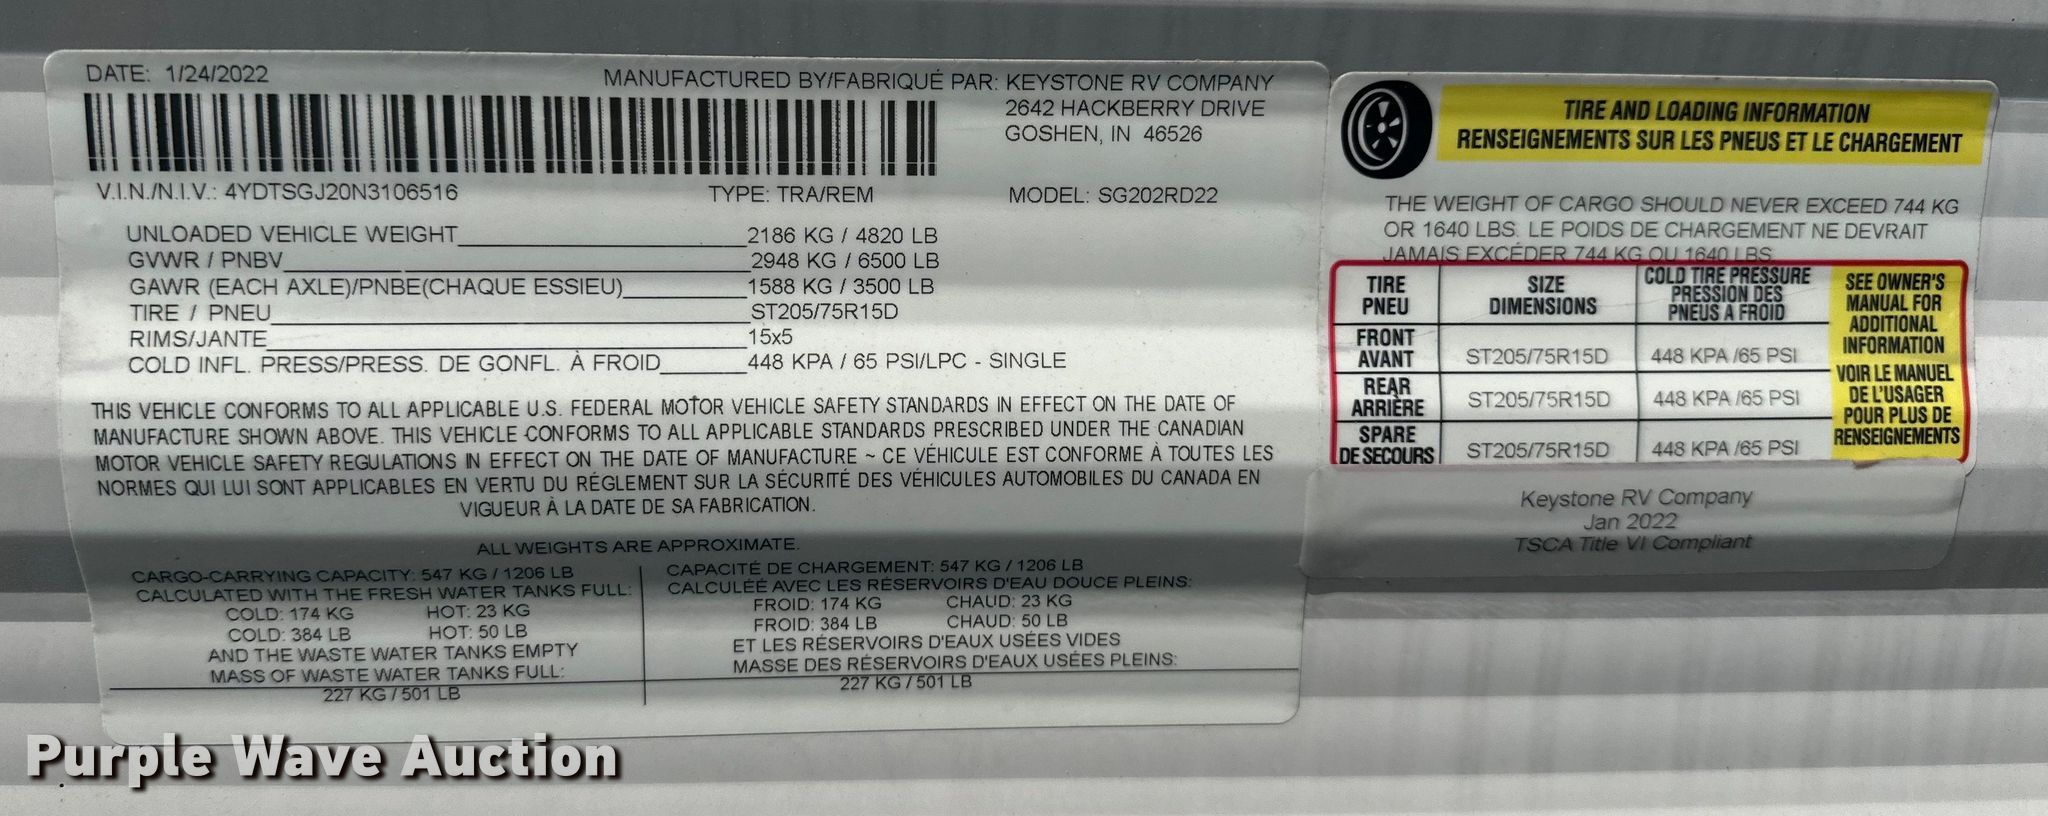 DATE: 1/24/2022
MANUFACTURED BY/FABRIQUÉ PAR: KEYSTONE RV COMPANY
2642 HACKBERRY DRIVE
GOSHEN, IN 46526
V.I.N./N.I.V.: 4YDTSGJ20N3106516 TYPE: TRA/REM MODEL: SG202RD22
UNLOADED VEHICLE WEIGHT 2186 KG / 4820 LB
GVWR / PNBV 2948 KG / 6500 LB
GAWR (EACH AXLE)/PNBE(CHAQUE ESSIEU) 1588 KG / 3500 LB
TIRE / PNEU ST205/75R15D
RIMS/JANTE 15x5
COLD INFL. PRESS/PRESS. DE GONFL. À FROID 448 KPA / 65 PSI/LPC - SINGLE
THIS VEHICLE CONFORMS TO ALL APPLICABLE U.S. FEDERAL MOTOR VEHICLE SAFETY STANDARDS IN EFFECT ON THE DATE OF
MANUFACTURE SHOWN ABOVE. THIS VEHICLE CONFORMS TO ALL APPLICABLE STANDARDS PRESCRIBED UNDER THE CANADIAN
MOTOR VEHICLE SAFETY REGULATIONS IN EFFECT ON THE DATE OF MANUFACTURE ~ CE VÉHICULE EST CONFORME À TOUTES LES
NORMES QUI LUI SONT APPLICABLES EN VERTU DU RÉGLEMENT SUR LA SÉCURITÉ DES VÉHICULES AUTOMOBILES DU CANADA EN
VIGUEUR À LA DATE DE SA FABRICATION.
ALL WEIGHTS ARE APPROXIMATE.
CARGO-CARRYING CAPACITY: 547 KG / 1206 LB
CALCULATED WITH THE FRESH WATER TANKS FULL:
COLD: 174 KG HOT: 23 KG
COLD: 384 LB HOT: 50 LB
AND THE WASTE WATER TANKS EMPTY
MASS OF WASTE WATER TANKS FULL:
227 KG / 501 LB
CAPACITÉ DE CHARGEMENT: 547 KG / 1206 LB
CALCULÉE AVEC LES RÉSERVOIRS D'EAU DOUCE PLEINS:
FROID: 174 KG CHAUD: 23 KG
FROID: 384 LB CHAUD: 50 LB
ET LES RÉSERVOIRS D'EAUX USÉES VIDES
MASSE DES RÉSERVOIRS D'EAUX USÉES PLEINS:
227 KG / 501 LB
TIRE AND LOADING INFORMATION
RENSEIGNEMENTS SUR LES PNEUS ET LE CHARGEMENT
THE WEIGHT OF CARGO SHOULD NEVER EXCEED 744 KG
OR 1640 LBS. LE POIDS DE CHARGEMENT NE DEVRAIT
JAMAIS EXCÉDER 744 KG OU 1640 LBS.
TIRE
PNEU
SIZE
DIMENSIONS
COLD TIRE PRESSURE
PRESSION DES
PNEUS A FROID
FRONT
AVANT
ST205/75R15D 448 KPA /65 PSI
REAR
ARRIÈRE
ST205/75R15D 448 KPA /65 PSI
SPARE
DE SECOURS
ST205/75R15D 448 KPA /65 PSI
SEE OWNER'S
MANUAL FOR
ADDITIONAL
INFORMATION
VOIR LE MANUEL
DE L'USAGER
POUR PLUS DE
RENSEIGNEMENTS
Keystone RV Company
Jan 2022
TSCA Title VI Compliant
Purple Wave Auction